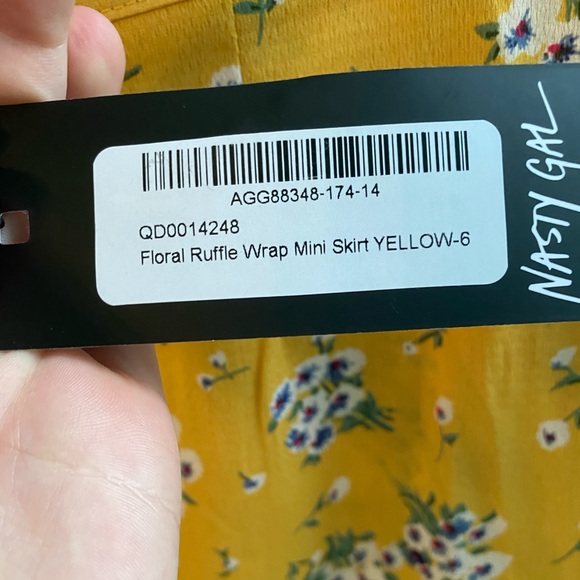 AGG88348-174-14
QD0014248
Floral Ruffle Wrap Mini Skirt YELLOW-6
NASTY GAL